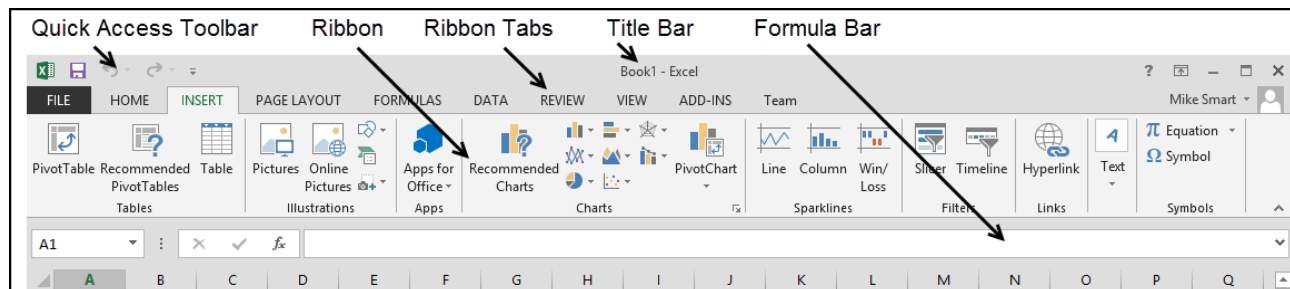 Quick Access Toolbar Ribbon Ribbon Tabs Title Bar Formula Bar
Book1 - Excel ?
FILE HOME INSERT PAGE LAYOUT FORMULAS DATA REVIEW VIEW ADD-INS Team Mike Smart
PivotTable Recommended Table Pictures Online Apps for Recommended PivotChart Line Column Win/ Slicer Timeline Hyperlink Text π Equation
PivotTables Pictures Office Charts Loss Ω Symbol
Tables Illustrations Apps Charts Sparklines Filters Links Symbols
A1 fx
A B C D E F G H I J K L M N O P Q